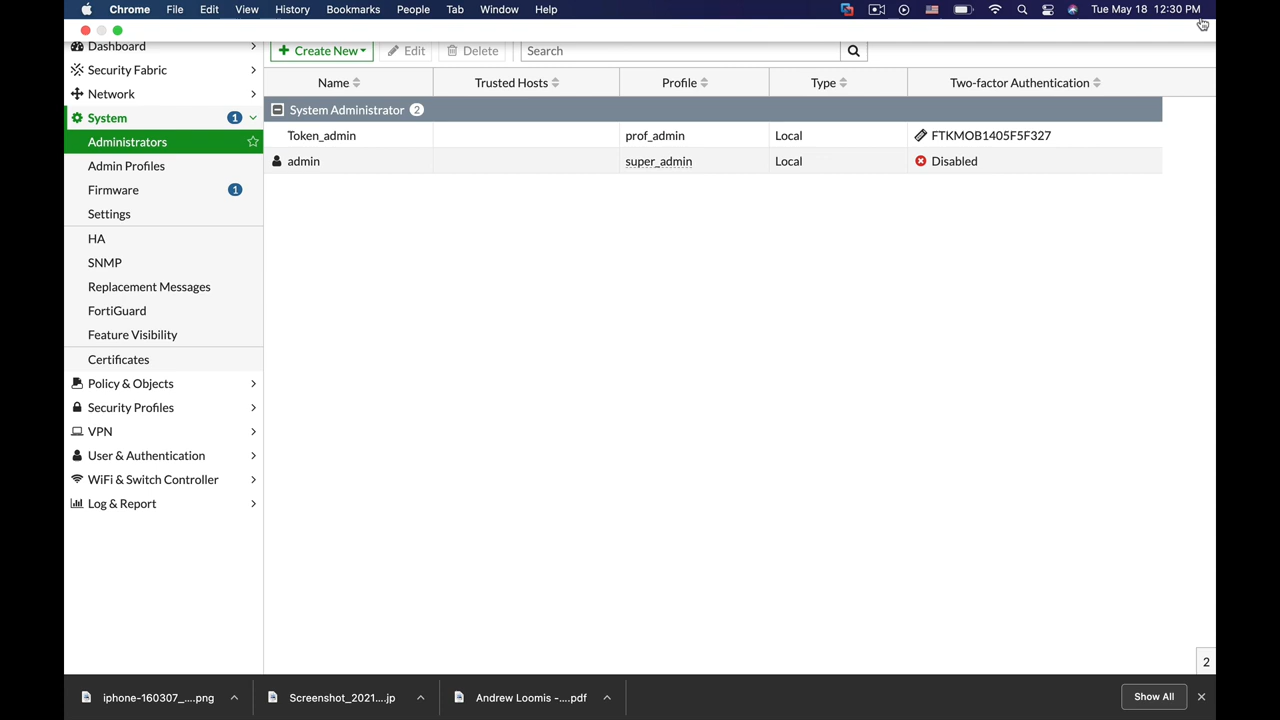 Chrome File Edit View History Bookmarks People Tab Window Help Tue May 18 12:30 PM
Dashboard
Security Fabric
Network
System 1
Administrators
Admin Profiles
Firmware 1
Settings
HA
SNMP
Replacement Messages
FortiGuard
Feature Visibility
Certificates
Policy & Objects
Security Profiles
VPN
User & Authentication
WiFi & Switch Controller
Log & Report
+ Create New Edit Delete Search
Name Trusted Hosts Profile Type Two-factor Authentication
System Administrator 2
Token_admin prof_admin Local FTKMOB1405F5F327
admin super_admin Local Disabled
2
iphone-160307_....png Screenshot_2021....jp Andrew Loomis -....pdf Show All